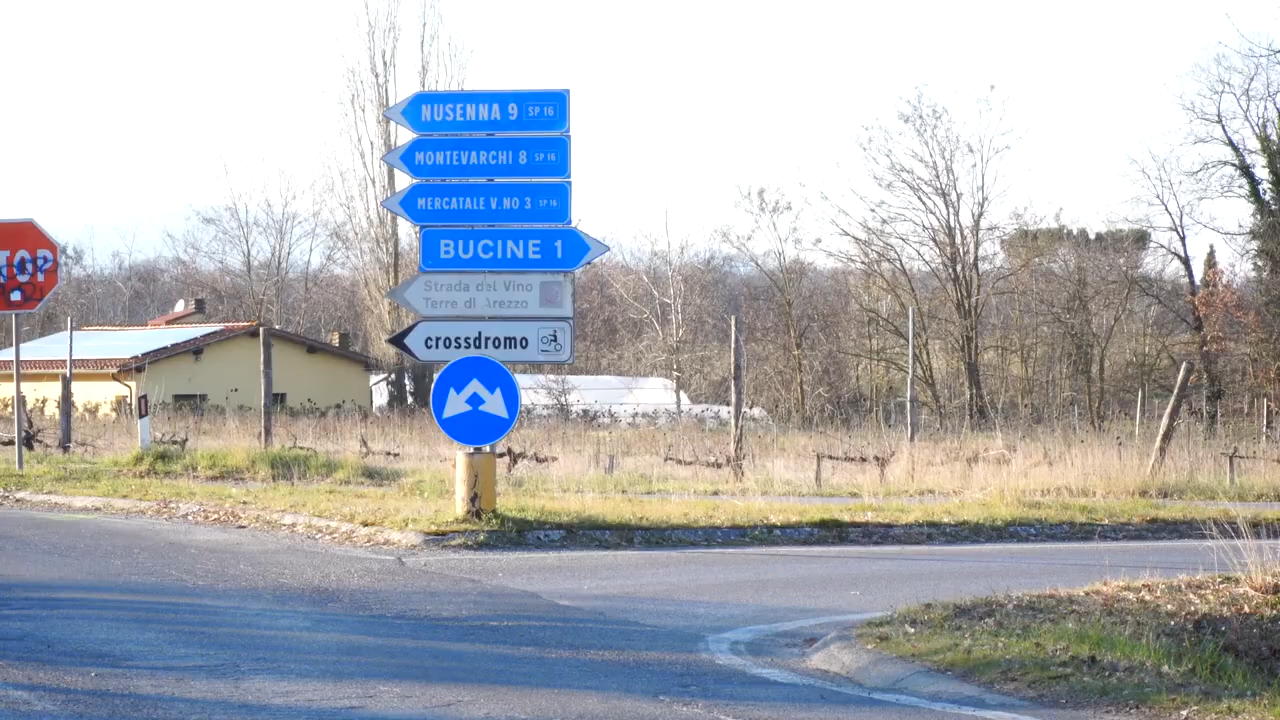 NUSENNA 9 SP 16
MONTEVARCHI 8 SP 16
MERCATALE V.NO 3 SP 16
BUCINE 1
Strada del Vino
Terre di Arezzo
crossdromo
TOP